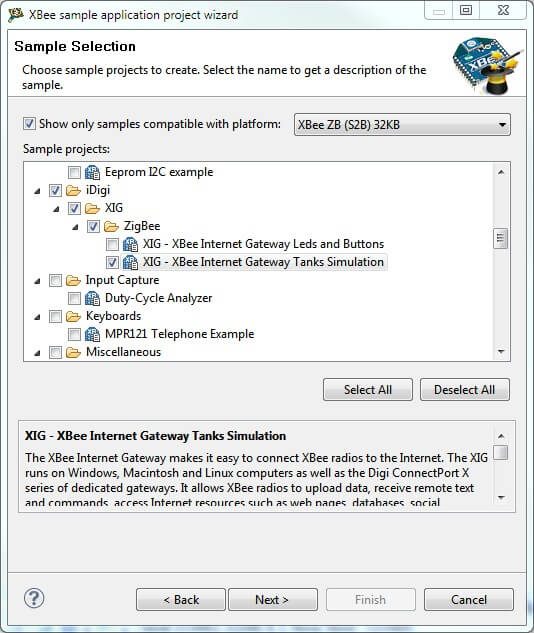 XBee sample application project wizard
Sample Selection
Choose sample projects to create. Select the name to get a description of the
sample.
XBee
Show only samples compatible with platform:
XBee ZB (S2B) 32KB
Sample projects:
Eeprom I2C example
iDigi
XIG
ZigBee
XIG - XBee Internet Gateway Leds and Buttons
XIG - XBee Internet Gateway Tanks Simulation
Input Capture
Duty-Cycle Analyzer
Keyboards
MPR121 Telephone Example
Miscellaneous
Select All
Deselect All
XIG - XBee Internet Gateway Tanks Simulation
The XBee Internet Gateway makes it easy to connect XBee radios to the Internet. The XIG
runs on Windows, Macintosh and Linux computers as well as the Digi ConnectPort X
series of dedicated gateways. It allows XBee radios to upload data, receive remote text
and commands, access Internet resources such as web pages, databases, social
?
< Back
Next >
Finish
Cancel